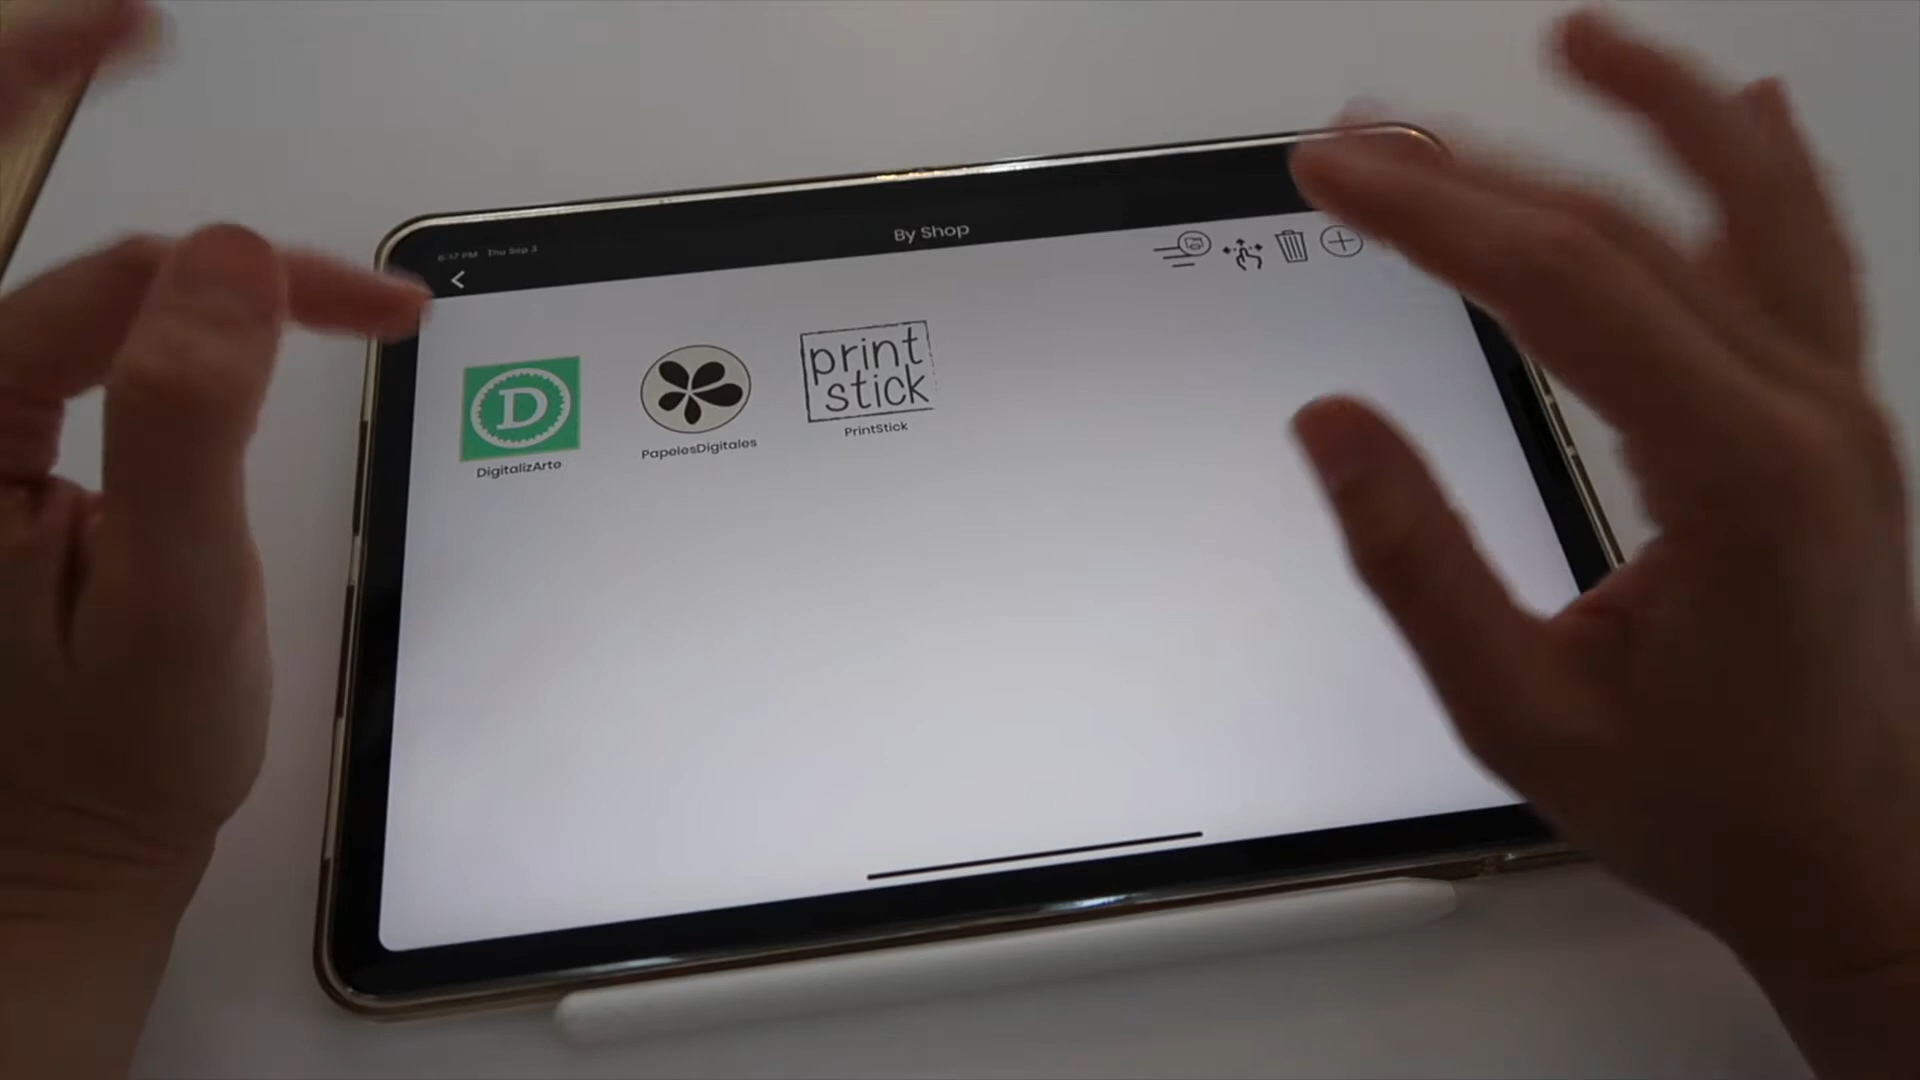 6:17 PM Thu Sep 3
By Shop
D
print
stick
DigitalizArte
PapelesDigitales
PrintStick